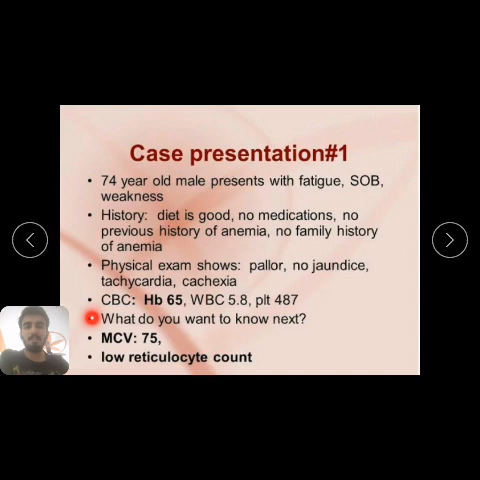 Case presentation#1
• 74 year old male presents with fatigue, SOB,
weakness
• History: diet is good, no medications, no
previous history of anemia, no family history
of anemia
• Physical exam shows: pallor, no jaundice,
tachycardia, cachexia
• CBC: Hb 65, WBC 5.8, plt 487
• What do you want to know next?
• MCV: 75,
• low reticulocyte count